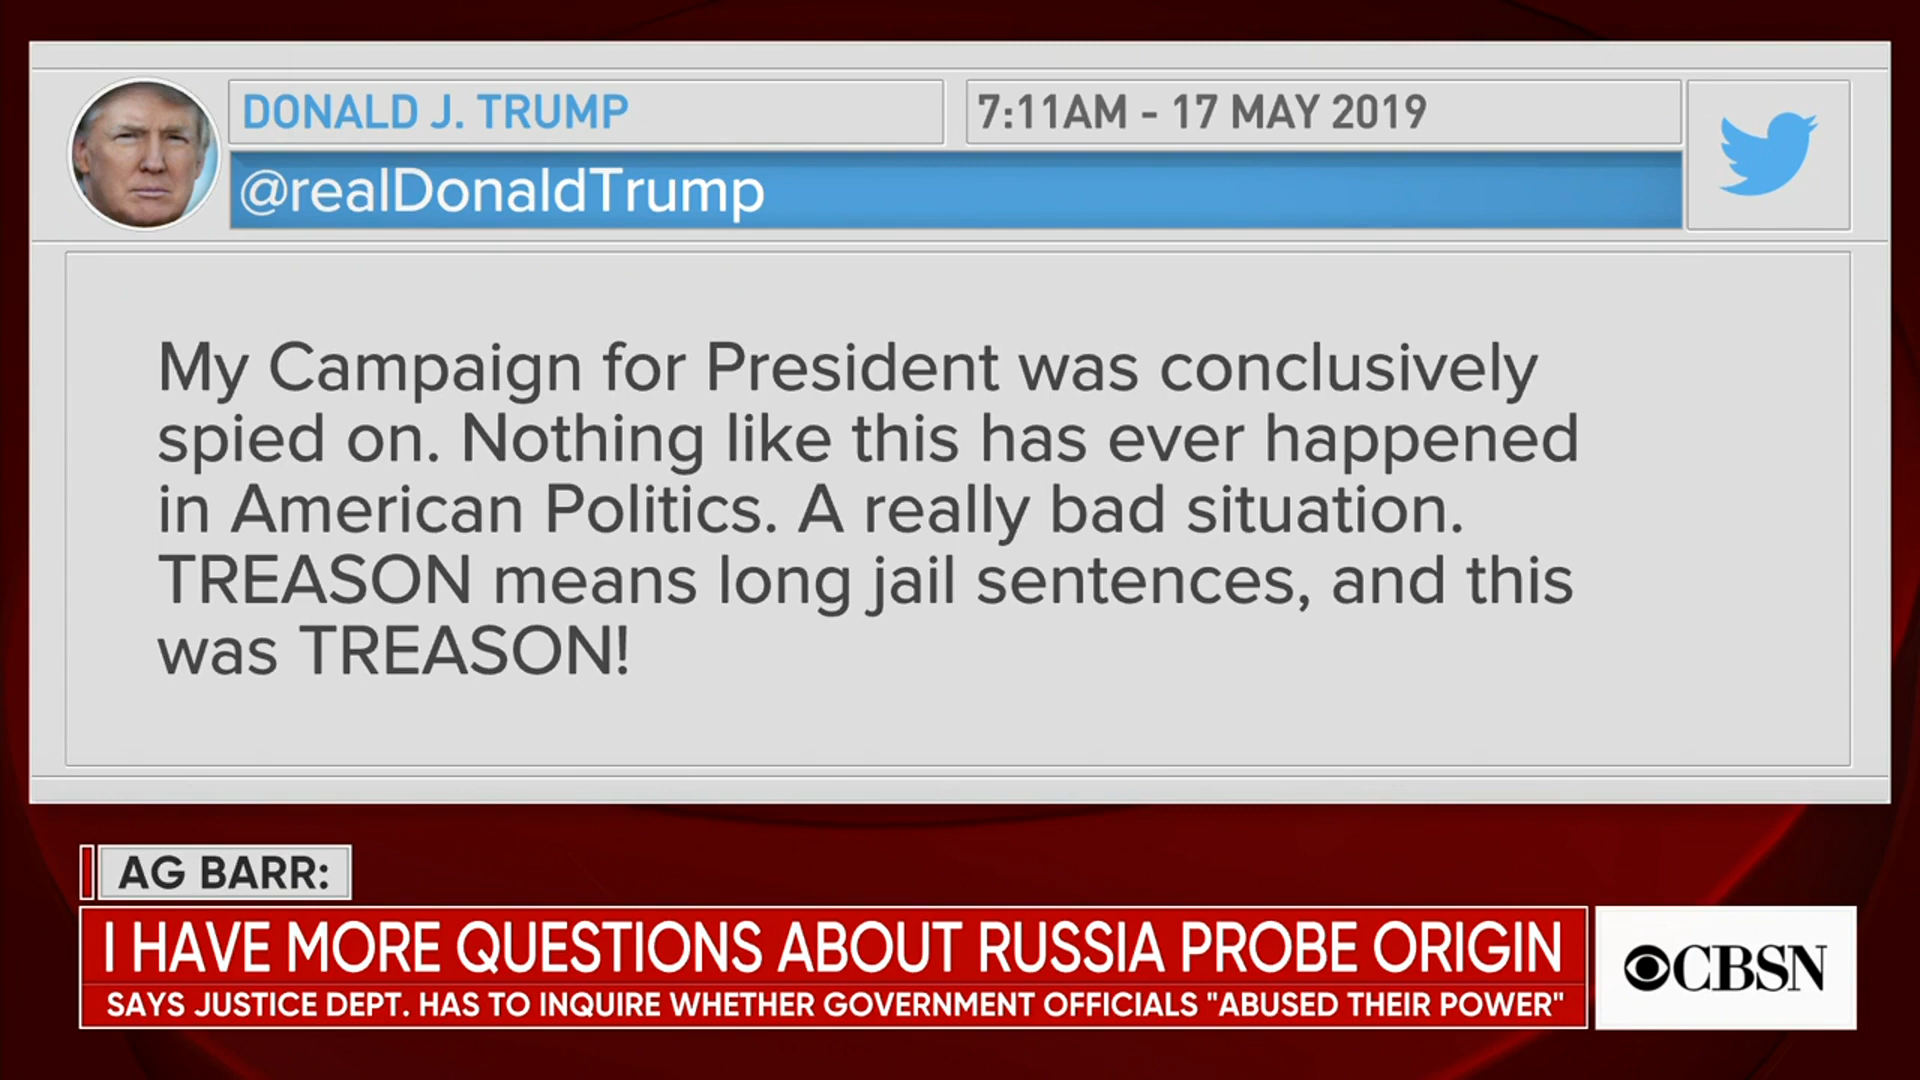 DONALD J. TRUMP
7:11AM - 17 MAY 2019
@realDonaldTrump
My Campaign for President was conclusively
spied on. Nothing like this has ever happened
in American Politics. A really bad situation.
TREASON means long jail sentences, and this
was TREASON!
AG BARR:
I HAVE MORE QUESTIONS ABOUT RUSSIA PROBE ORIGIN
SAYS JUSTICE DEPT. HAS TO INQUIRE WHETHER GOVERNMENT OFFICIALS "ABUSED THEIR POWER"
CBSN